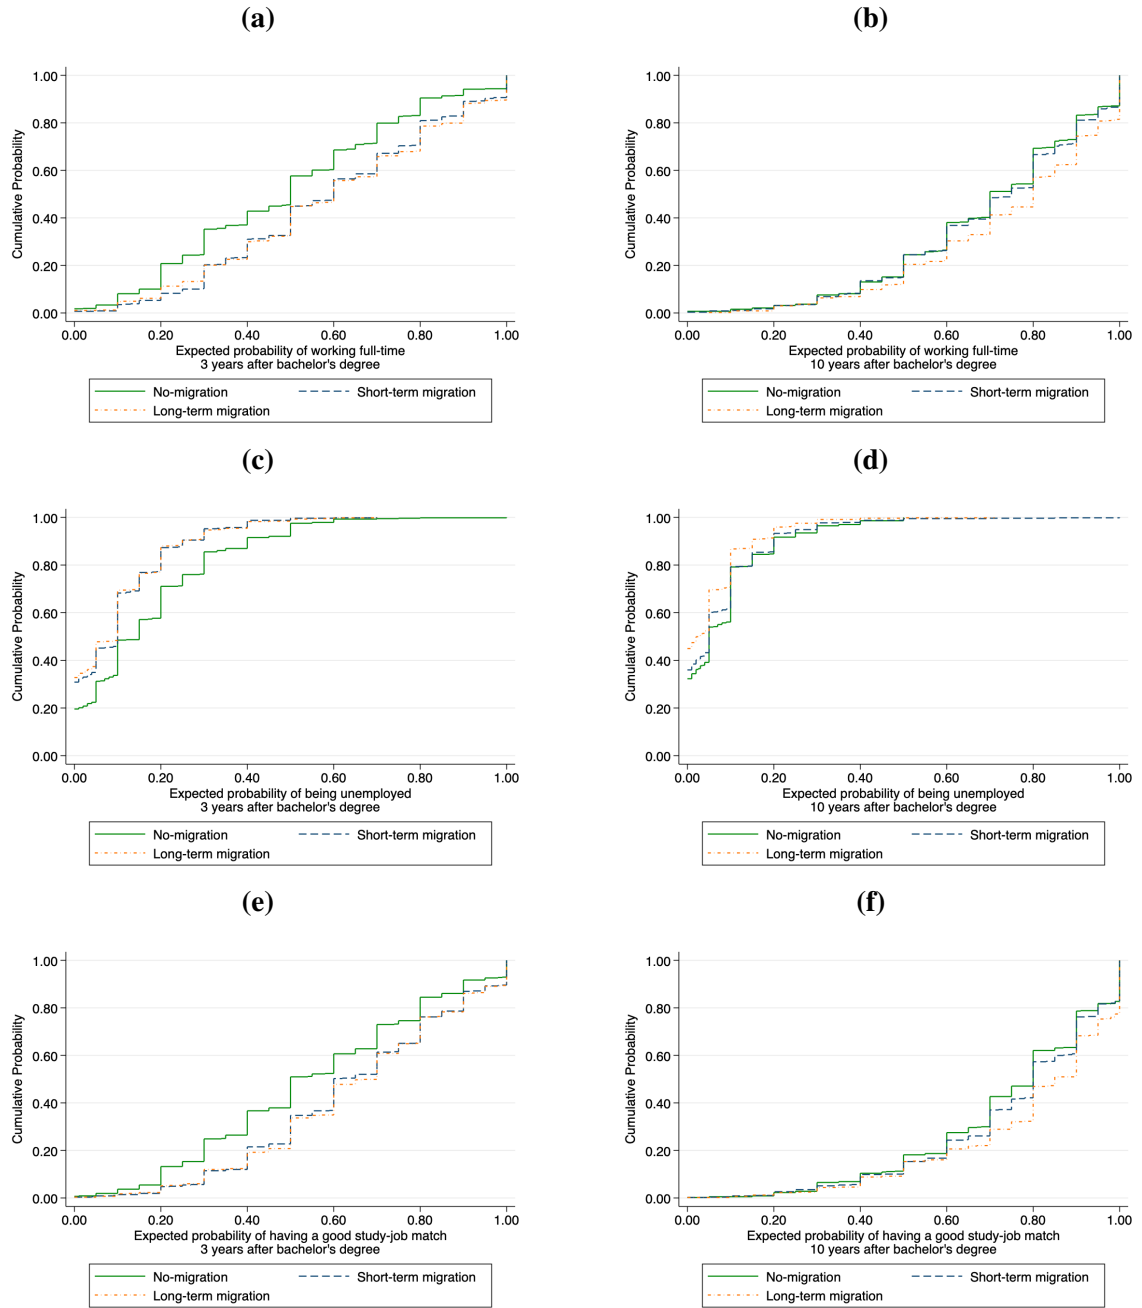 (a)
(b)
Cumulative Probability
1.00
0.80
0.60
0.40
0.20
0.00
0.00 0.20 0.40 0.60 0.80 1.00
Expected probability of working full-time
3 years after bachelor's degree
No-migration Short-term migration
Long-term migration
Cumulative Probability
1.00
0.80
0.60
0.40
0.20
0.00
0.00 0.20 0.40 0.60 0.80 1.00
Expected probability of working full-time
10 years after bachelor's degree
No-migration Short-term migration
Long-term migration
(c)
(d)
Cumulative Probability
1.00
0.80
0.60
0.40
0.20
0.00
0.00 0.20 0.40 0.60 0.80 1.00
Expected probability of being unemployed
3 years after bachelor's degree
No-migration Short-term migration
Long-term migration
Cumulative Probability
1.00
0.80
0.60
0.40
0.20
0.00
0.00 0.20 0.40 0.60 0.80 1.00
Expected probability of being unemployed
10 years after bachelor's degree
No-migration Short-term migration
Long-term migration
(e)
(f)
Cumulative Probability
1.00
0.80
0.60
0.40
0.20
0.00
0.00 0.20 0.40 0.60 0.80 1.00
Expected probability of having a good study-job match
3 years after bachelor's degree
No-migration Short-term migration
Long-term migration
Cumulative Probability
1.00
0.80
0.60
0.40
0.20
0.00
0.00 0.20 0.40 0.60 0.80 1.00
Expected probability of having a good study-job match
10 years after bachelor's degree
No-migration Short-term migration
Long-term migration